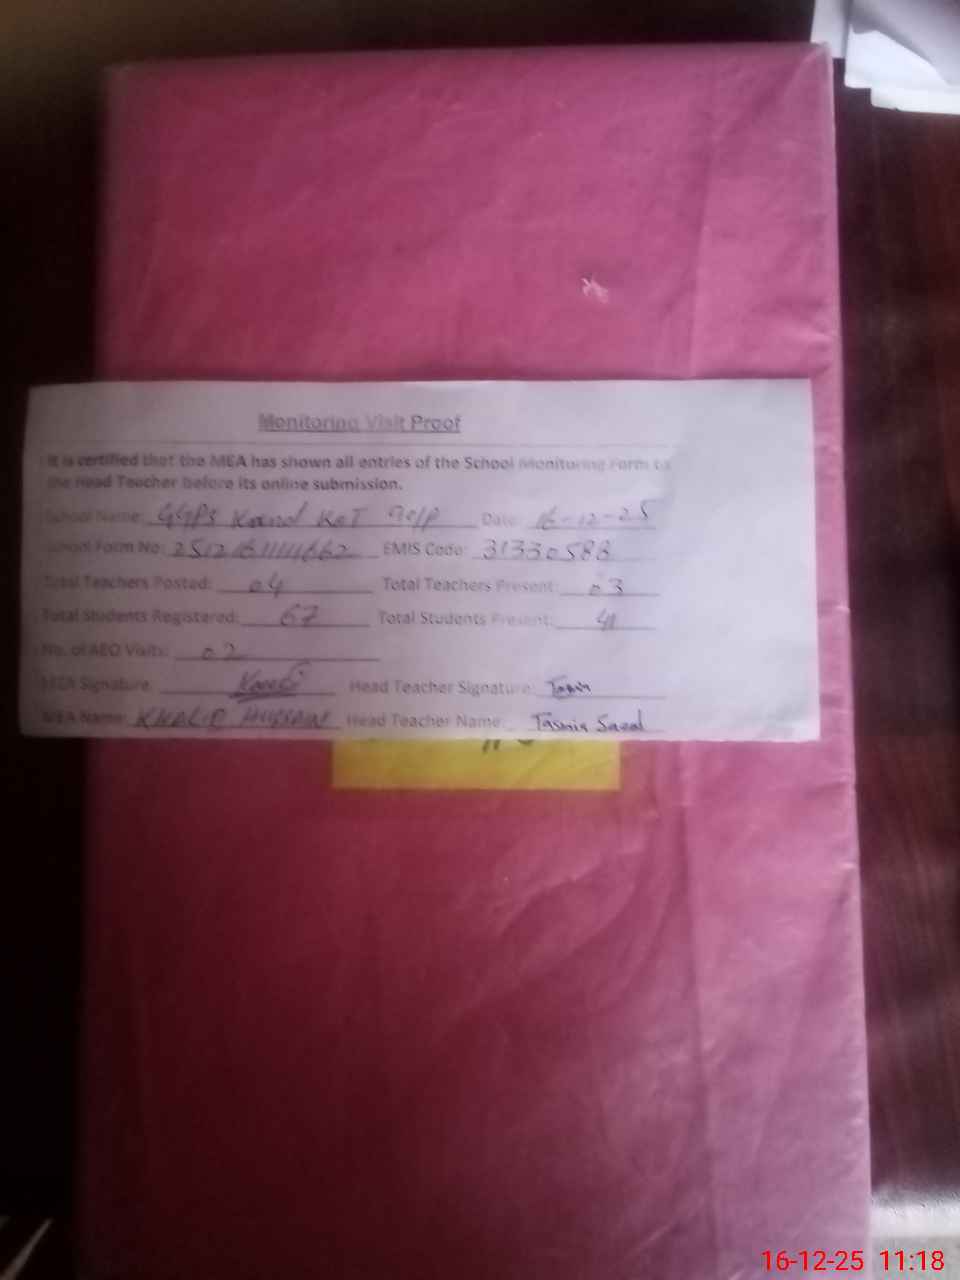 Monitoring Visit Proof
It is certified that the MEA has shown all entries of the School Monitoring Form to
the Head Teacher before its online submission.
School Name: GGPS Kot 90/P Date: 16-12-25
School Form No: EMIS Code: 31330588
Total Teachers Posted: 04 Total Teachers Present: 03
Total Students Registered: 67 Total Students Present: 41
No. of AEO Visits: 02
MEA Signature Head Teacher Signature:
MEA Name: KHALID HUSSAIN Head Teacher Name:
16-12-25 11:18